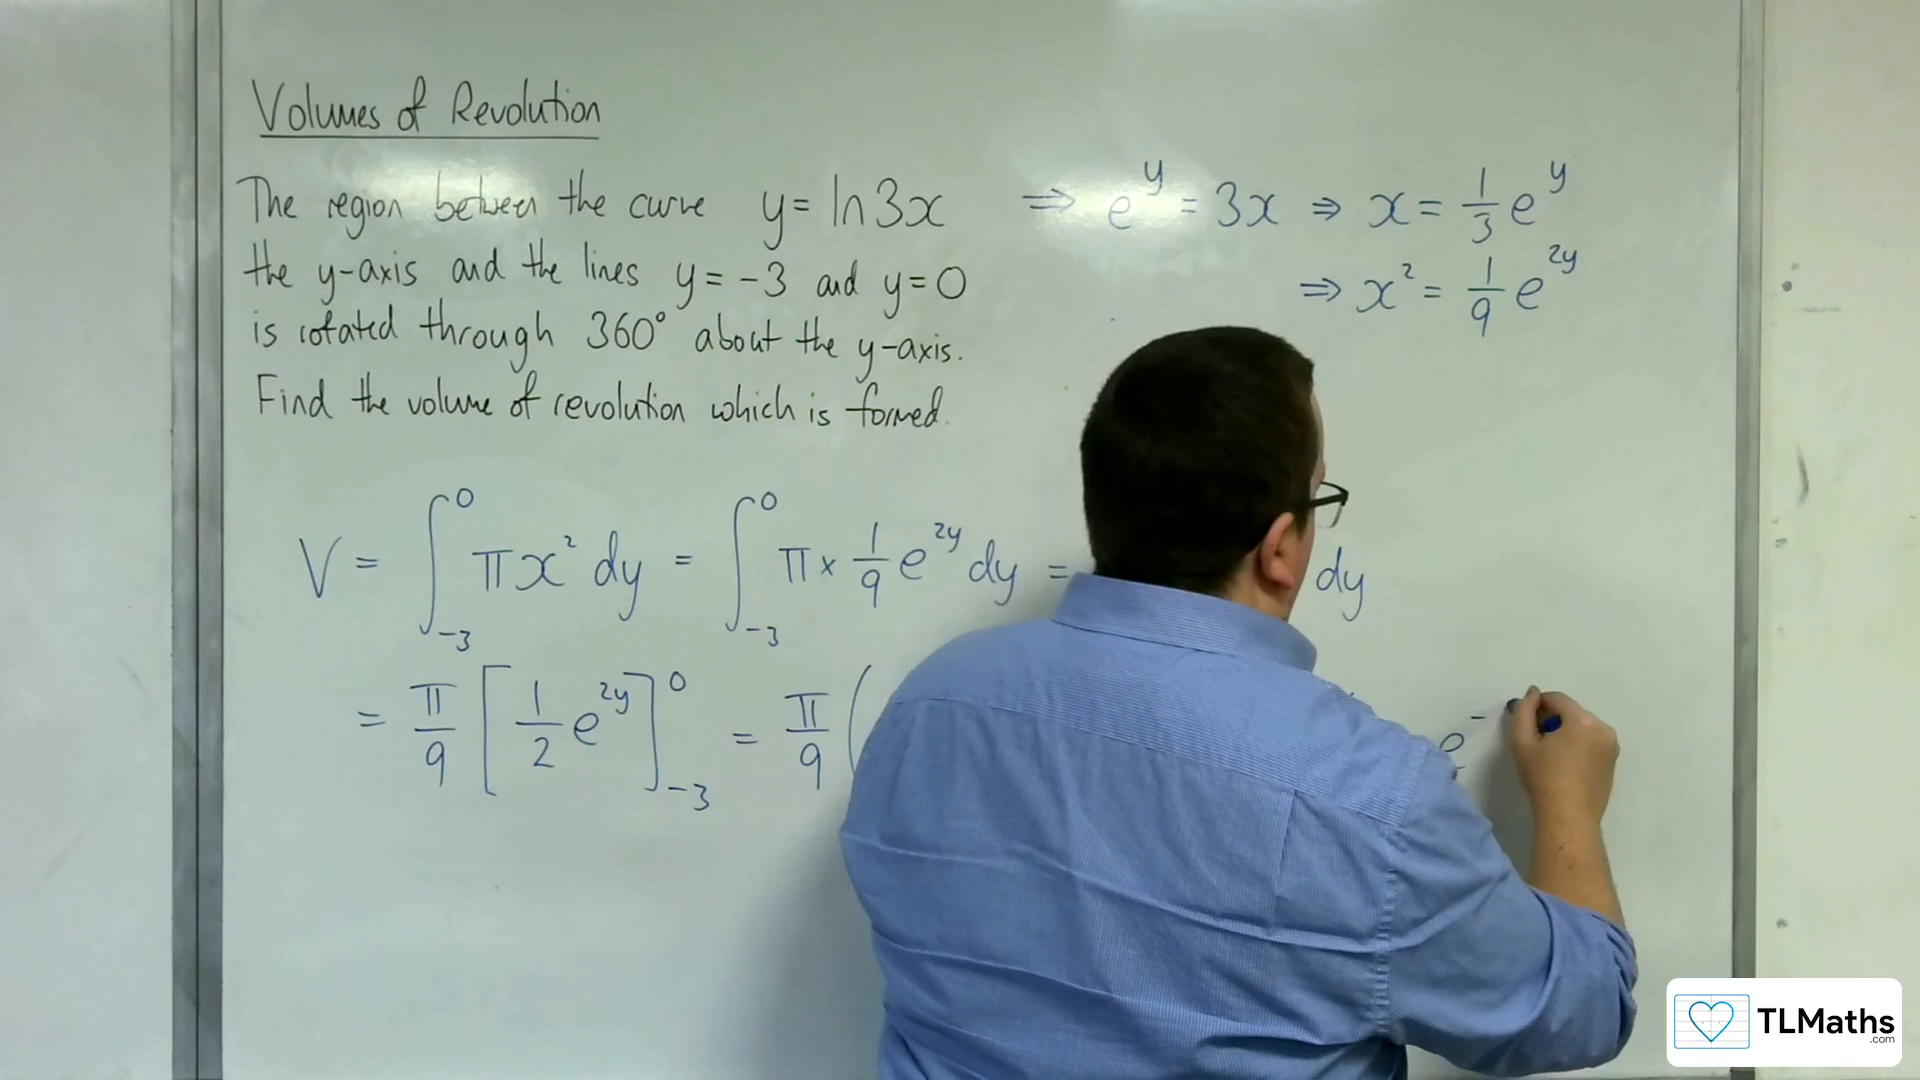 Volumes of Revolution
The region between the curve y = ln 3x ⇒ e^y = 3x ⇒ x = 1/3 e^y
the y-axis and the lines y = -3 and y = 0 ⇒ x² = 1/9 e^2y
is rotated through 360° about the y-axis.
Find the volume of revolution which is formed.
V = ∫_-3^0 πx² dy = ∫_-3^0 π × 1/9 e^2y dy = dy
= π/9 [1/2 e^2y]_-3^0 = π/9 ( e^-
TLMaths
.com